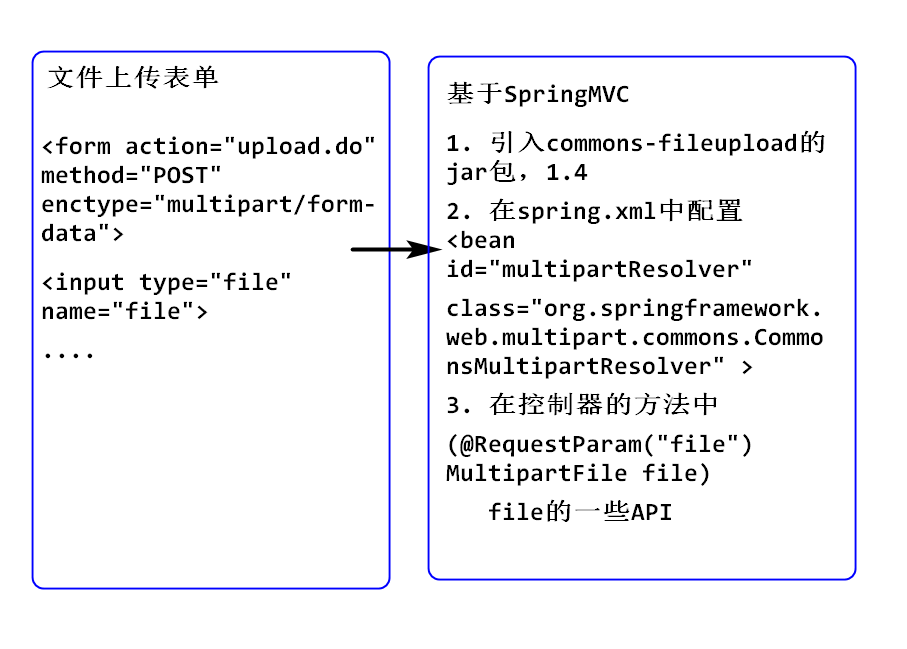 文件上传表单
<form action="upload.do"
method="POST"
enctype="multipart/form-
data">
<input type="file"
name="file">
....
基于SpringMVC
1. 引入commons-fileupload的
jar包，1.4
2. 在spring.xml中配置
<bean
id="multipartResolver"
class="org.springframework.
web.multipart.commons.Commo
nsMultipartResolver" >
3. 在控制器的方法中
(@RequestParam("file")
MultipartFile file)
file的一些API